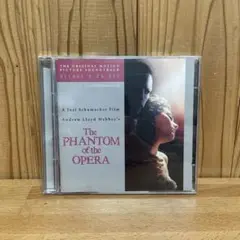 THE ORIGINAL MOTION
PICTURE SOUNDTRACK
A Joel Schumacher Film
Andrew Lloyd Webber's
The
PHANTOM
of the
OPERA